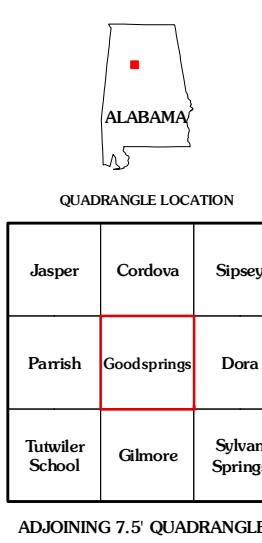 ALABAMA
QUADRANGLE LOCATION
Jasper Cordova Sipsey
Parrish Goodsprings Dora
Tutwiler School Gilmore Sylvan Springs
ADJOINING 7.5' QUADRANGLE